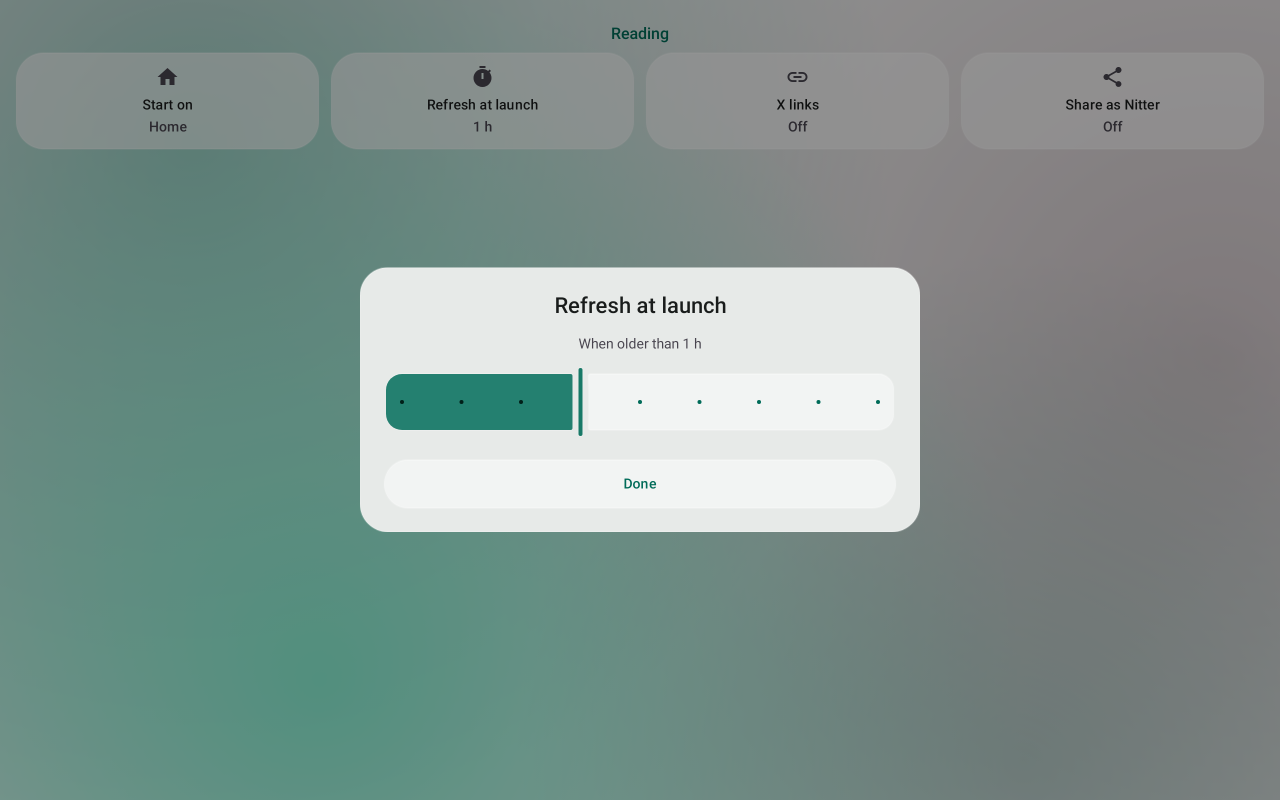 Reading
Start on
Home
Refresh at launch
1 h
X links
Off
Share as Nitter
Off
Refresh at launch
When older than 1 h
Done